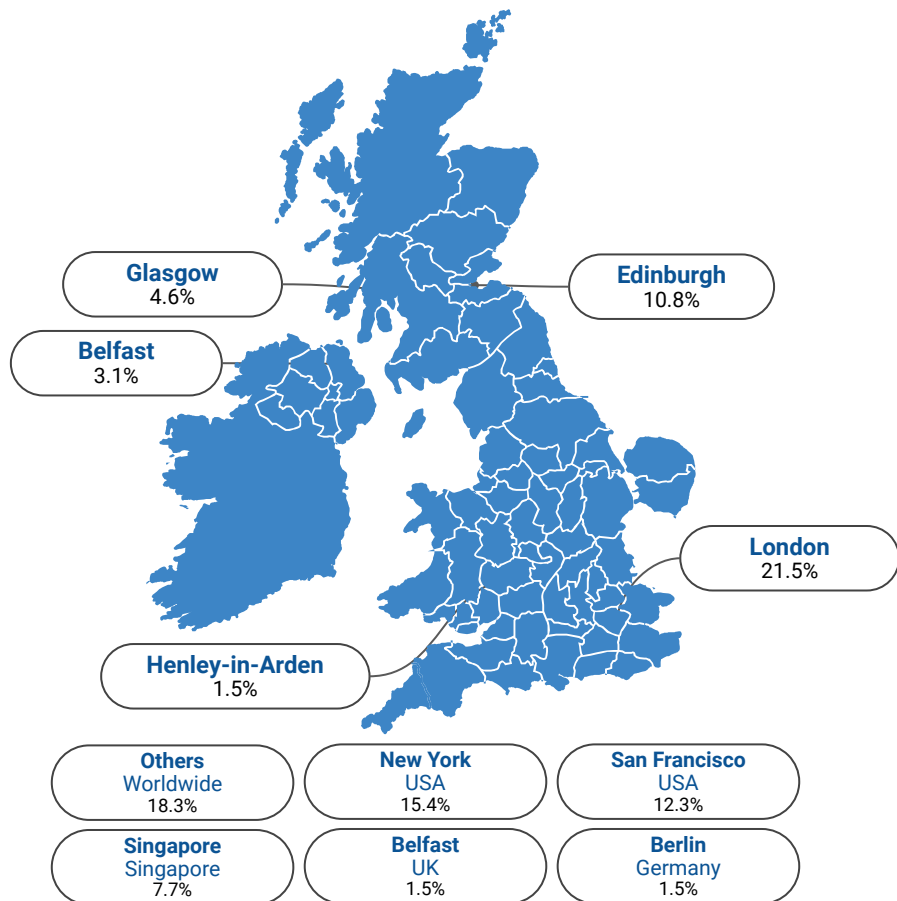 Glasgow
4.6%
Edinburgh
10.8%
Belfast
3.1%
London
21.5%
Henley-in-Arden
1.5%
Others
Worldwide
18.3%
New York
USA
15.4%
San Francisco
USA
12.3%
Singapore
Singapore
7.7%
Belfast
UK
1.5%
Berlin
Germany
1.5%